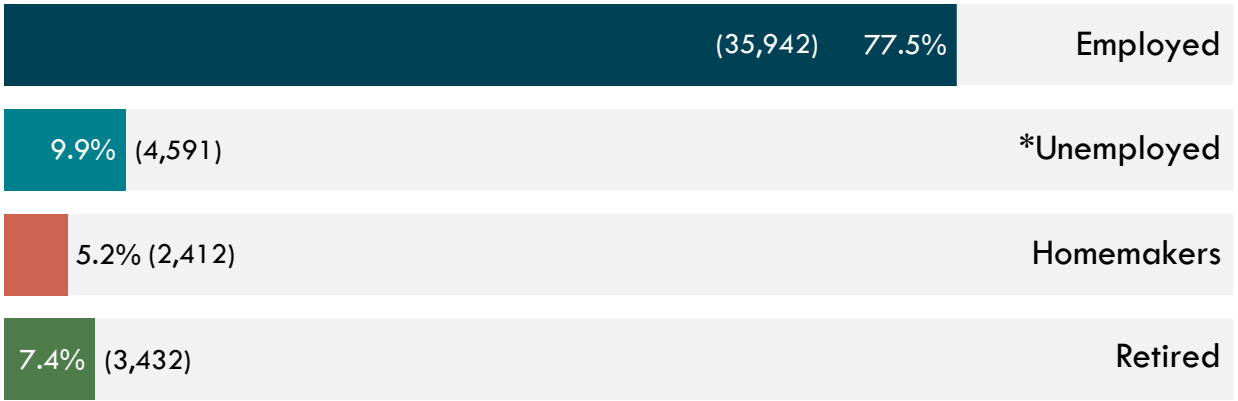 (35,942) 77.5% Employed
9.9% (4,591) *Unemployed
5.2% (2,412) Homemakers
7.4% (3,432) Retired